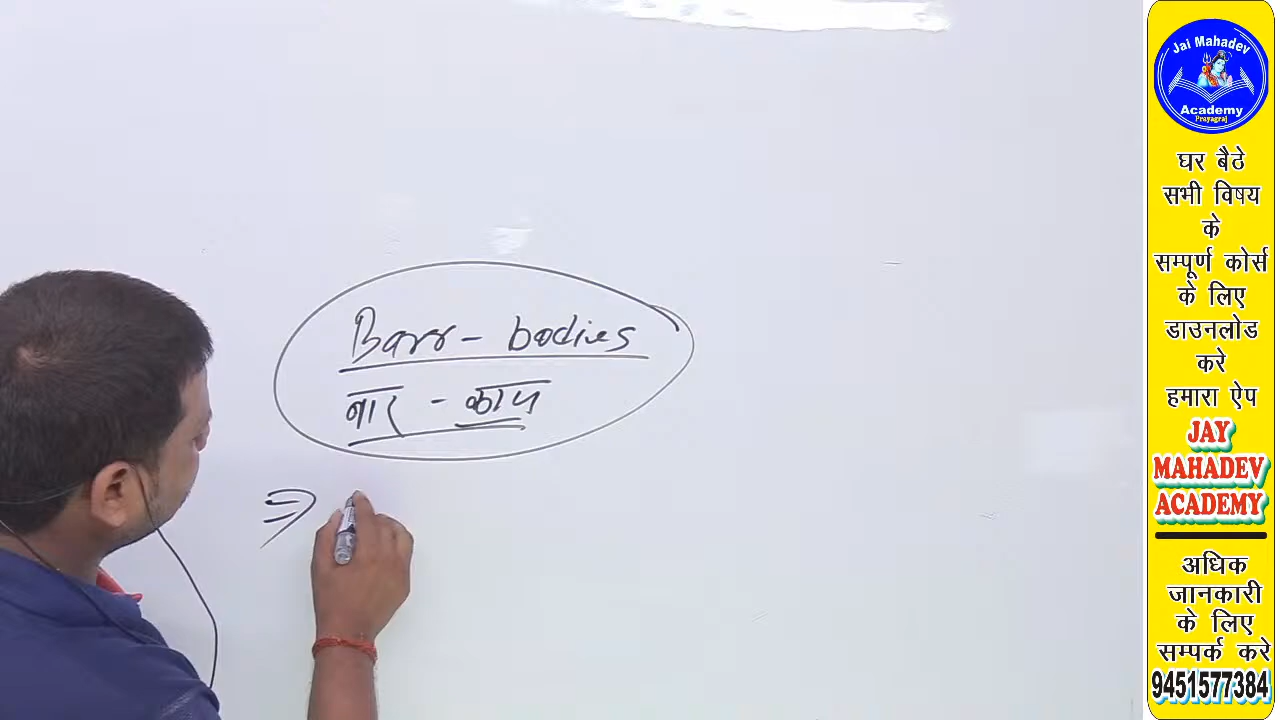 Barr - bodies
बार - काय
⇒
Jai Mahadev
Academy
Prayagraj
घर बैठे
सभी विषय
के
सम्पूर्ण कोर्स
के लिए
डाउनलोड
करे
हमारा ऐप
JAY
MAHADEV
ACADEMY
अधिक
जानकारी
के लिए
सम्पर्क करे
9451577384